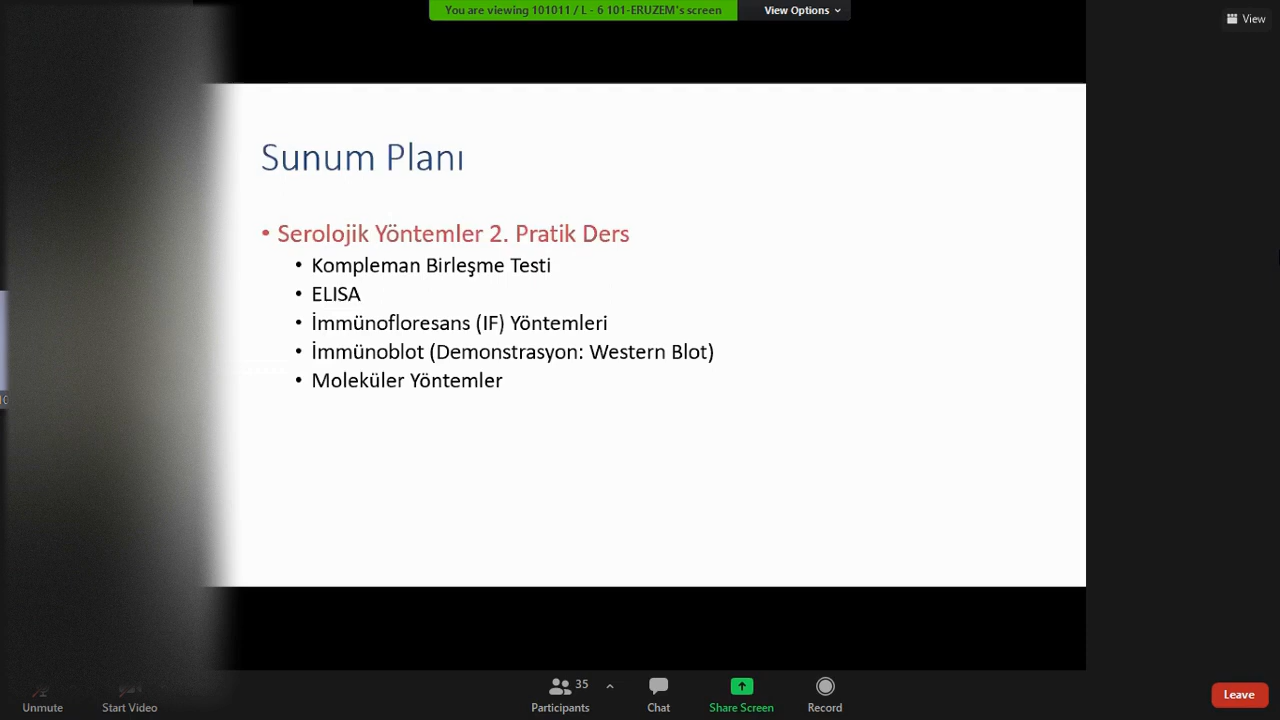 You are viewing 101011 / L - 6 101-ERUZEM's screen
View Options
View
Sunum Planı
• Serolojik Yöntemler 2. Pratik Ders
• Kompleman Birleşme Testi
• ELISA
• İmmünofloresans (IF) Yöntemleri
• İmmünoblot (Demonstrasyon: Western Blot)
• Moleküler Yöntemler
Unmute
Start Video
35
Participants
Chat
Share Screen
Record
Leave